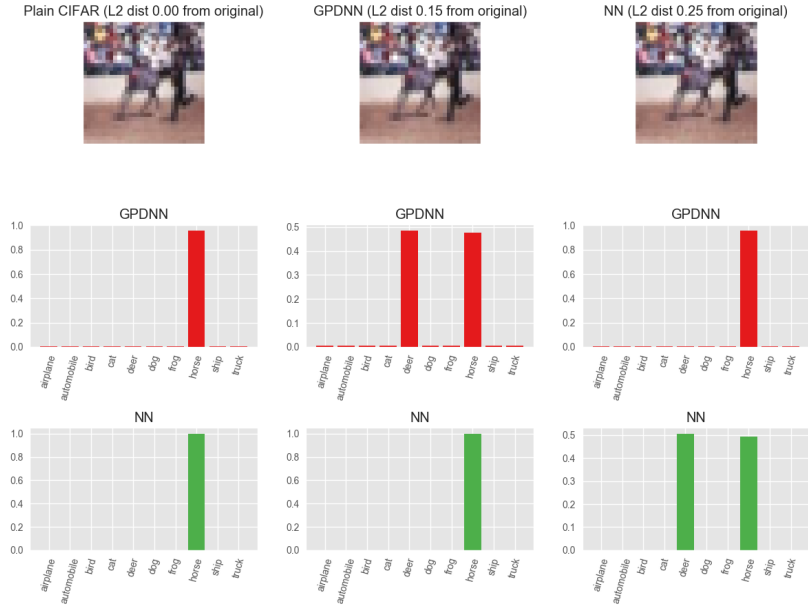 Plain CIFAR (L2 dist 0.00 from original)
GPDNN (L2 dist 0.15 from original)
NN (L2 dist 0.25 from original)
GPDNN
1.0
0.8
0.6
0.4
0.2
0.0
airplane
automobile
bird
cat
deer
dog
frog
horse
ship
truck
GPDNN
0.5
0.4
0.3
0.2
0.1
0.0
airplane
automobile
bird
cat
deer
dog
frog
horse
ship
truck
GPDNN
1.0
0.8
0.6
0.4
0.2
0.0
airplane
automobile
bird
cat
deer
dog
frog
horse
ship
truck
NN
1.0
0.8
0.6
0.4
0.2
0.0
airplane
automobile
bird
cat
deer
dog
frog
horse
ship
truck
NN
1.0
0.8
0.6
0.4
0.2
0.0
airplane
automobile
bird
cat
deer
dog
frog
horse
ship
truck
NN
0.5
0.4
0.3
0.2
0.1
0.0
airplane
automobile
bird
cat
deer
dog
frog
horse
ship
truck